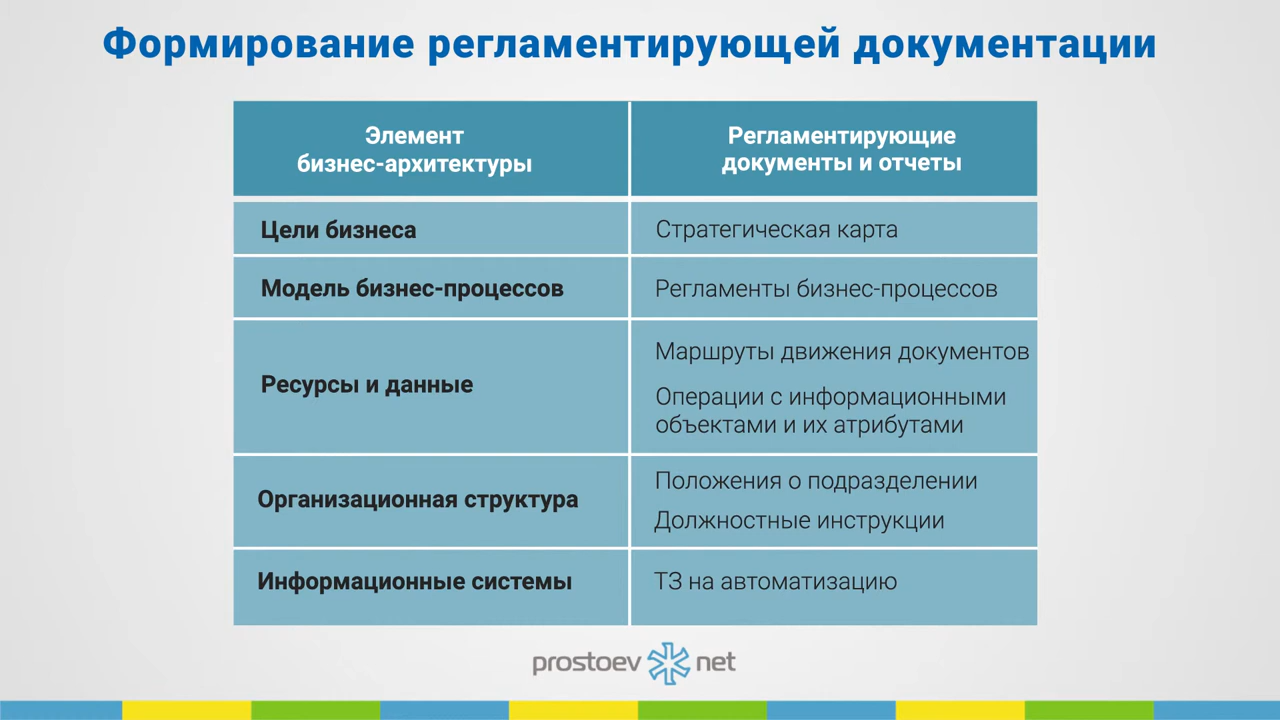 Формирование регламентирующей документации
Элемент
бизнес-архитектуры
Регламентирующие
документы и отчеты
Цели бизнеса
Стратегическая карта
Модель бизнес-процессов
Регламенты бизнес-процессов
Ресурсы и данные
Маршруты движения документов
Операции с информационными
объектами и их атрибутами
Организационная структура
Положения о подразделении
Должностные инструкции
Информационные системы
ТЗ на автоматизацию
prostoev net